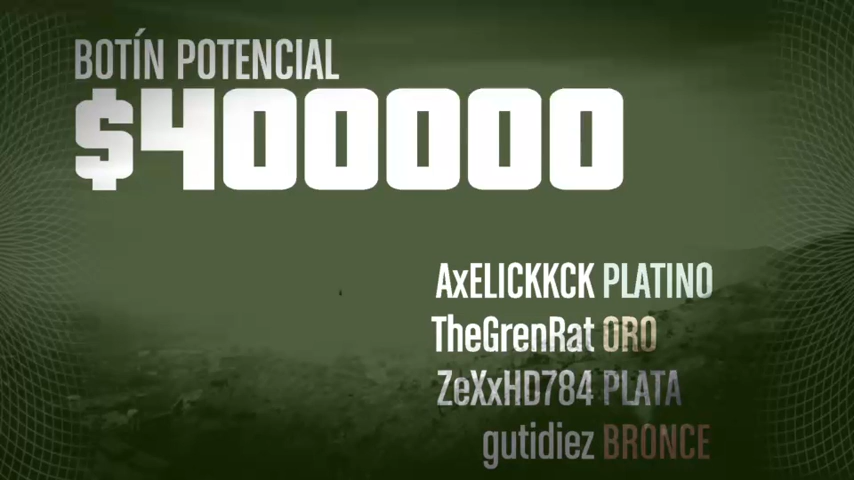 BOTÍN POTENCIAL
$400000
AxELICKKCK PLATINO
TheGrenRat ORO
ZeXxHD784 PLATA
gutidiez BRONCE